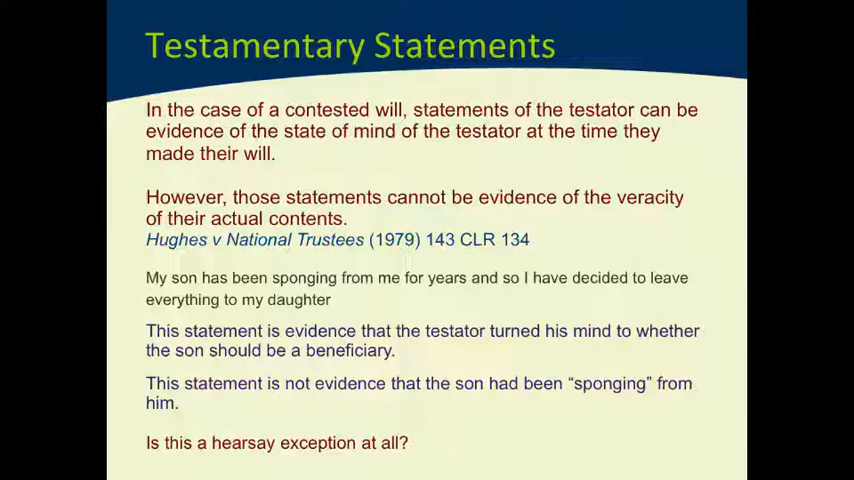 Testamentary Statements
In the case of a contested will, statements of the testator can be
evidence of the state of mind of the testator at the time they
made their will.
However, those statements cannot be evidence of the veracity
of their actual contents.
Hughes v National Trustees (1979) 143 CLR 134
My son has been sponging from me for years and so I have decided to leave
everything to my daughter
This statement is evidence that the testator turned his mind to whether
the son should be a beneficiary.
This statement is not evidence that the son had been “sponging” from
him.
Is this a hearsay exception at all?